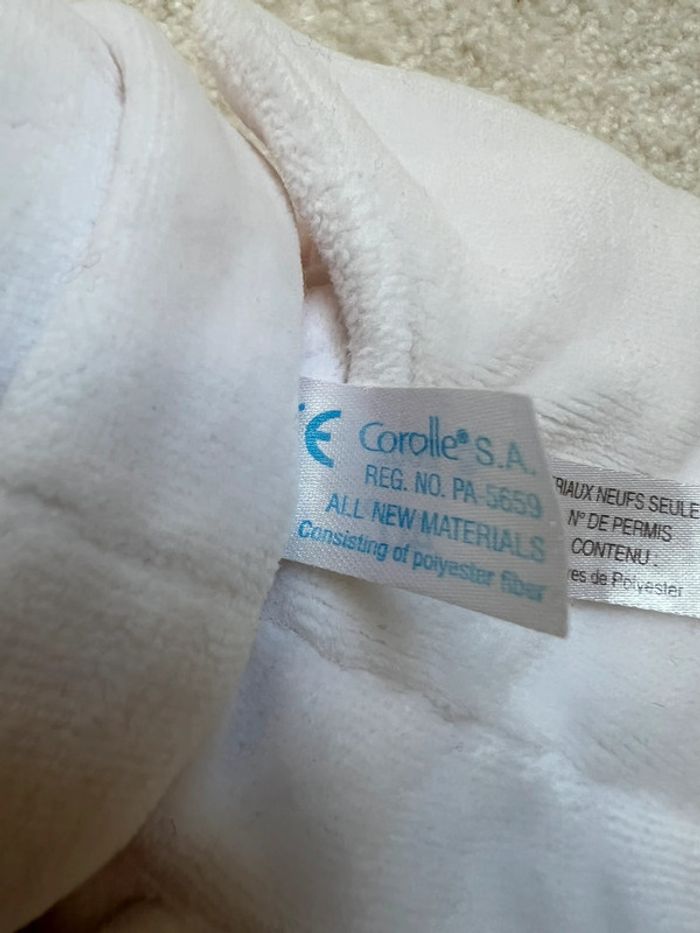 CE Corolle® S.A.
REG. NO. PA-5659
ALL NEW MATERIALS
Consisting of polyester fiber
RIAUX NEUFS SEULE
N° DE PERMIS
CONTENU .
res de Polyester